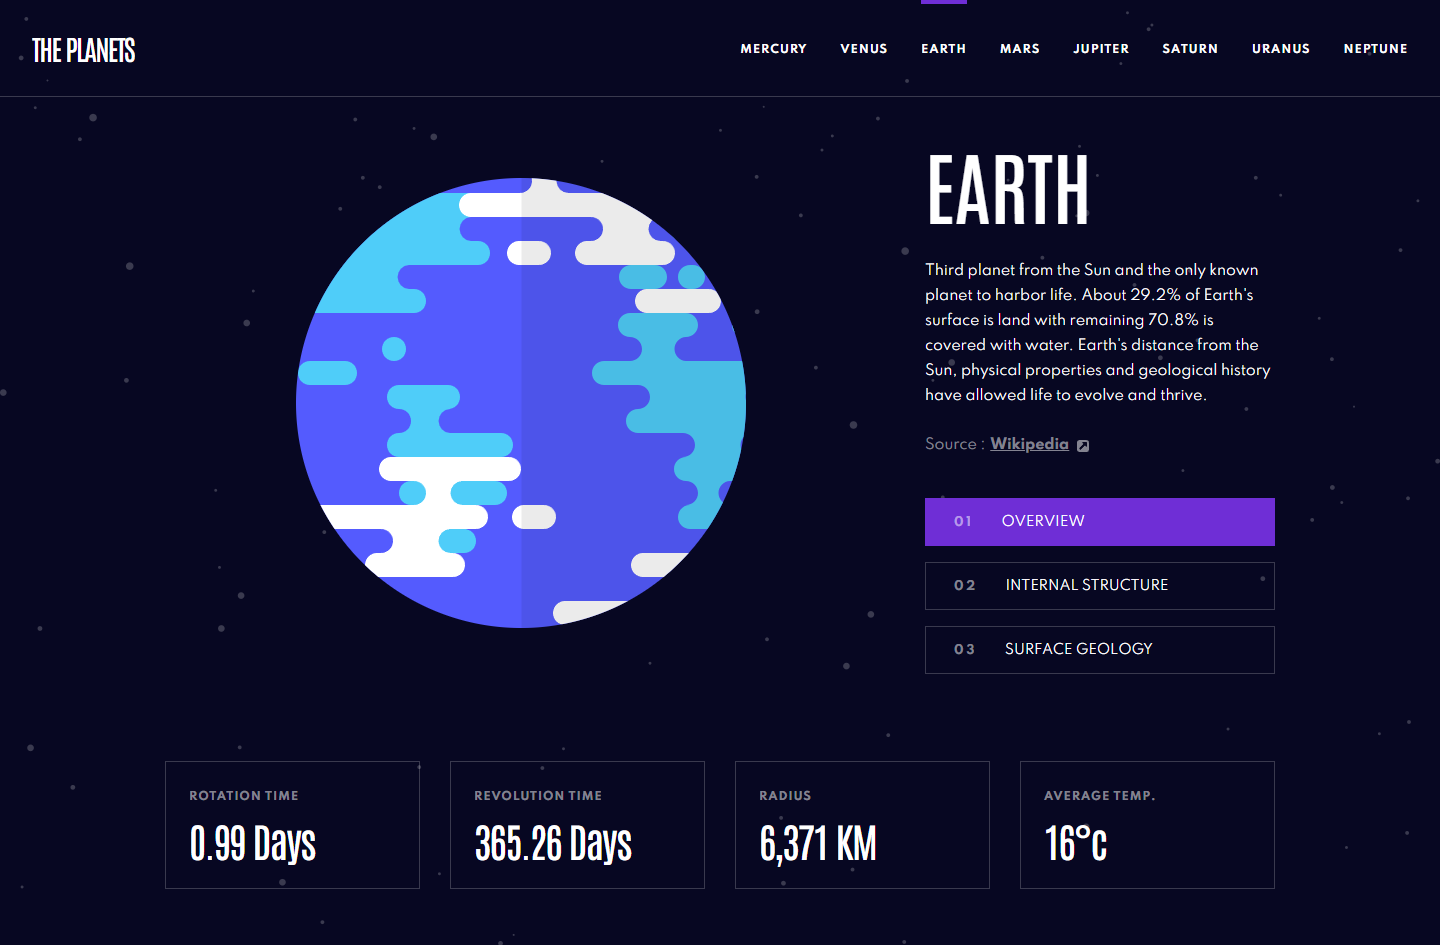 THE PLANETS
MERCURY VENUS EARTH MARS JUPITER SATURN URANUS NEPTUNE
EARTH
Third planet from the Sun and the only known
planet to harbor life. About 29.2% of Earth's
surface is land with remaining 70.8% is
covered with water. Earth's distance from the
Sun, physical properties and geological history
have allowed life to evolve and thrive.
Source : Wikipedia
01 OVERVIEW
02 INTERNAL STRUCTURE
03 SURFACE GEOLOGY
ROTATION TIME
0.99 Days
REVOLUTION TIME
365.26 Days
RADIUS
6,371 KM
AVERAGE TEMP.
16°c